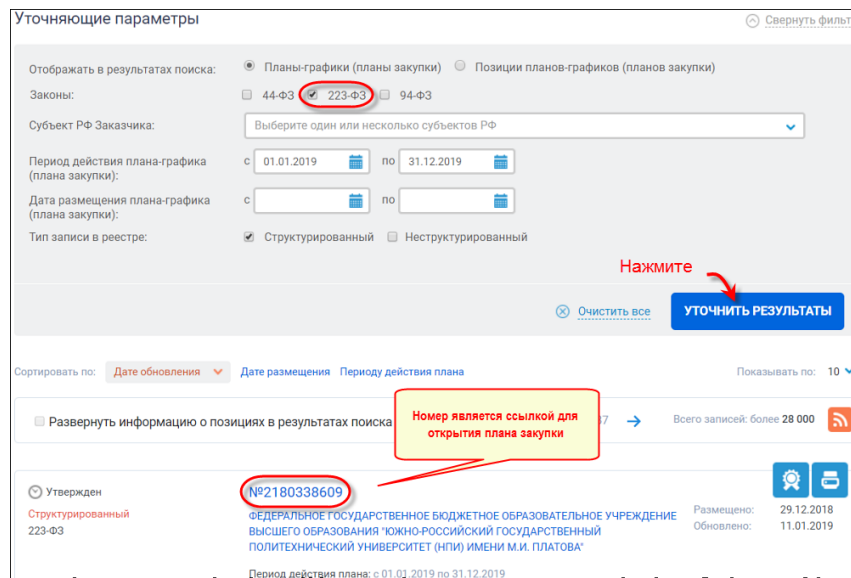 Уточняющие параметры
Свернуть фильт
Отображать в результатах поиска:
Планы-графики (планы закупки) Позиции планов-графиков (планов закупки)
Законы:
44-ФЗ 223-ФЗ 94-ФЗ
Субъект РФ Заказчика:
Выберите один или несколько субъектов РФ
Период действия плана-графика
(плана закупки):
с 01.01.2019 по 31.12.2019
Дата размещения плана-графика
(плана закупки):
с по
Тип записи в реестре:
Структурированный Неструктурированный
Нажмите
Очистить все
УТОЧНИТЬ РЕЗУЛЬТАТЫ
Сортировать по: Дата обновления Дате размещения Периоду действия плана
Показывать по: 10
Развернуть информацию о позициях в результатах поиска
Номер является ссылкой для
открытия плана закупки
Всего записей: более 28 000
Утвержден
Структурированный
223-ФЗ
№2180338609
ФЕДЕРАЛЬНОЕ ГОСУДАРСТВЕННОЕ БЮДЖЕТНОЕ ОБРАЗОВАТЕЛЬНОЕ УЧРЕЖДЕНИЕ
ВЫСШЕГО ОБРАЗОВАНИЯ "ЮЖНО-РОССИЙСКИЙ ГОСУДАРСТВЕННЫЙ
ПОЛИТЕХНИЧЕСКИЙ УНИВЕРСИТЕТ (НПИ) ИМЕНИ М.И. ПЛАТОВА"
Размещено: 29.12.2018
Обновлено: 11.01.2019
Период действия плана: с 01.01.2019 по 31.12.2019